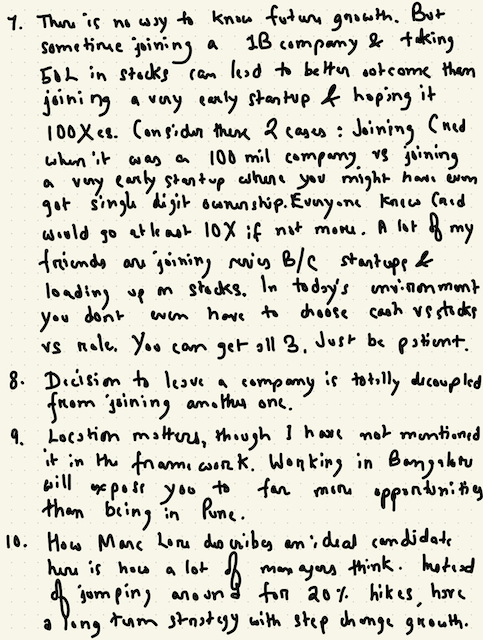 7. There is no way to know future growth. But
sometime joining a 1B company & taking
50L in stocks can lead to better outcome than
joining a very early startup & hoping it
100Xes. Consider these 2 cases : Joining Cred
when it was a 100 mil company vs joining
a very early startup where you might have even
got single digit ownership. Everyone knew Cred
would go atleast 10X if not more. A lot of my
friends are joining series B/C startups &
loading up on stocks. In today's environment
you dont even have to choose cash vs stocks
vs role. You can get all 3. Just be patient.
8. Decision to leave a company is totally decoupled
from joining another one.
9. Location matters, though I have not mentioned
it in the framework. Working in Bangalore
will expose you to far more opportunities
than being in Pune.
10. How Marc Lore describes an ideal candidate
here is how a lot of managers think. Instead
of jumping around for 20% hikes, have
a long term strategy with step change growth.